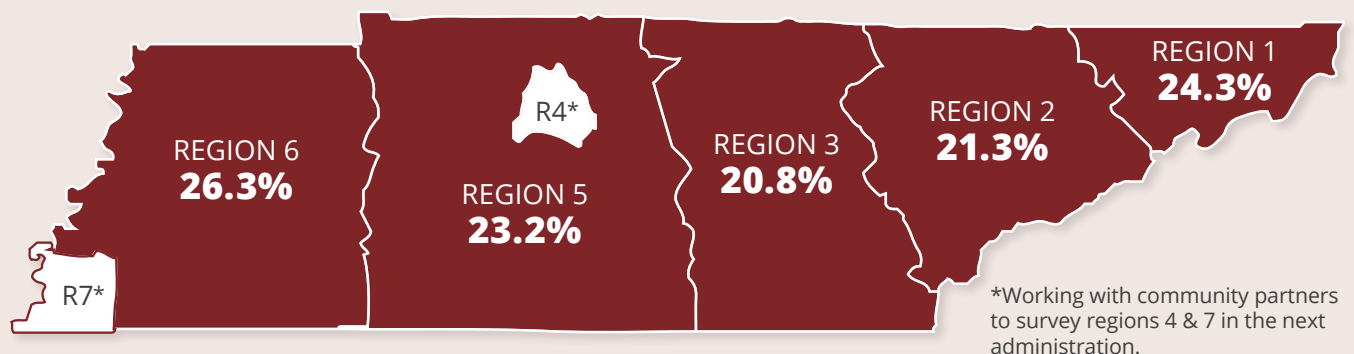 REGION 1
24.3%
REGION 2
21.3%
R4*
REGION 3
20.8%
REGION 6
26.3%
REGION 5
23.2%
R7*
*Working with community partners
to survey regions 4 & 7 in the next
administration.